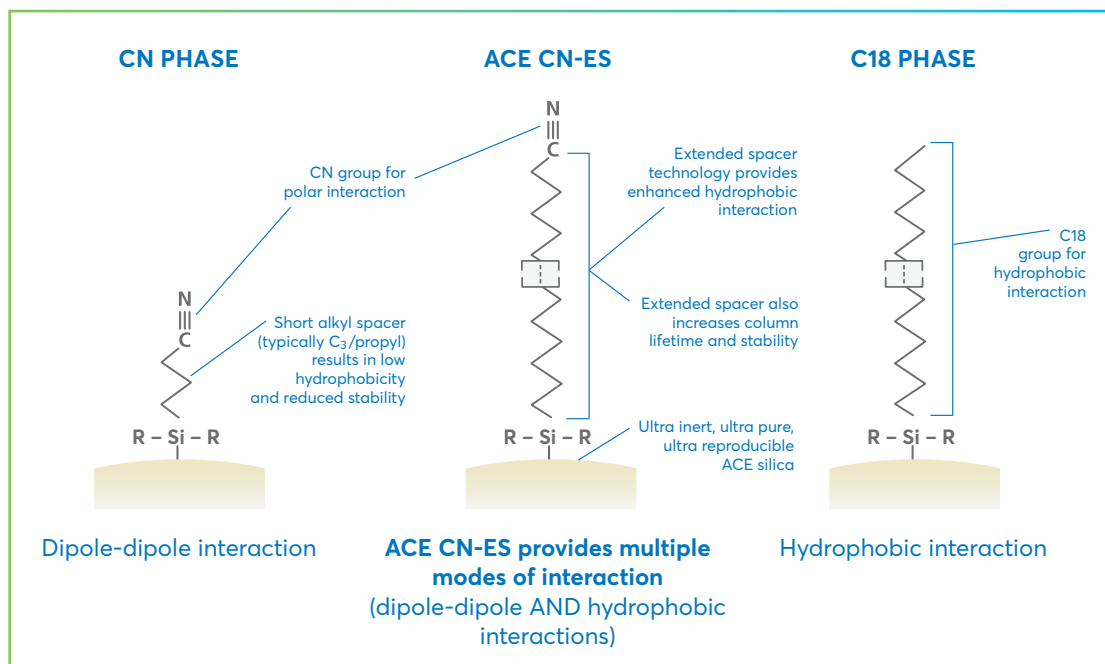 CN PHASE
ACE CN-ES
C18 PHASE
N
C
CN group for
polar interaction
Extended spacer
technology provides
enhanced hydrophobic
interaction
C18
group for
hydrophobic
interaction
N
C
Short alkyl spacer
(typically C₃/propyl)
results in low
hydrophobicity
and reduced stability
Extended spacer also
increases column
lifetime and stability
R – Si – R
R – Si – R
Ultra inert, ultra pure,
ultra reproducible
ACE silica
R – Si – R
Dipole-dipole interaction
ACE CN-ES provides multiple
modes of interaction
(dipole-dipole AND hydrophobic
interactions)
Hydrophobic interaction